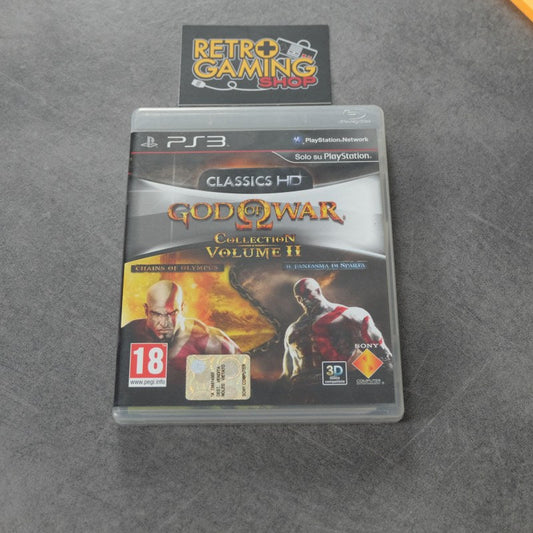 RETRO
GAMING
SHOP
PS3
PlayStation Network
Solo su PlayStation.
CLASSICS HD
GOD OF WAR
COLLECTION
VOLUME II
CHAINS OF OLYMPUS
IL FANTASMA DI SPARTA
18
www.pegi.info
3D
SONY
COMPUTER